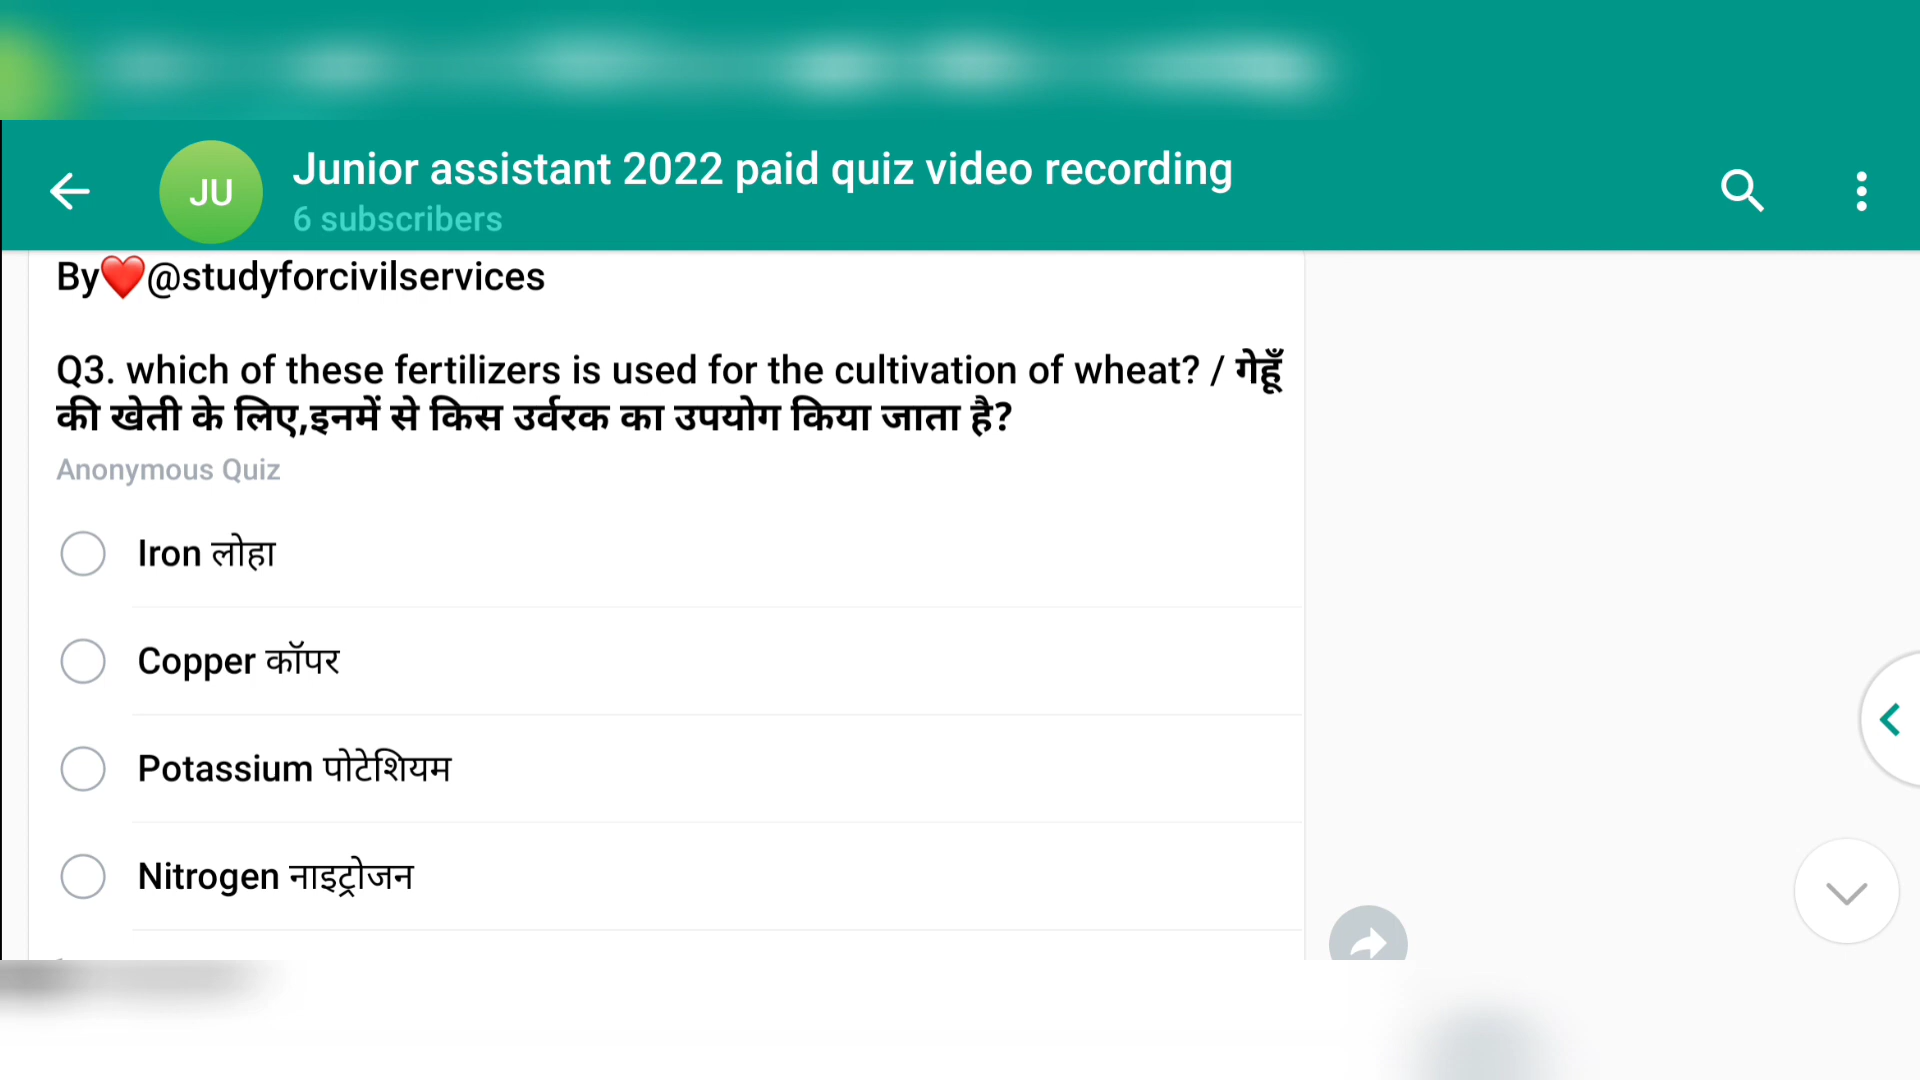 JU
Junior assistant 2022 paid quiz video recording
6 subscribers
By❤️@studyforcivilservices
Q3. which of these fertilizers is used for the cultivation of wheat? / गेहूँ
की खेती के लिए,इनमें से किस उर्वरक का उपयोग किया जाता है?
Anonymous Quiz
Iron लोहा
Copper कॉपर
Potassium पोटेशियम
Nitrogen नाइट्रोजन